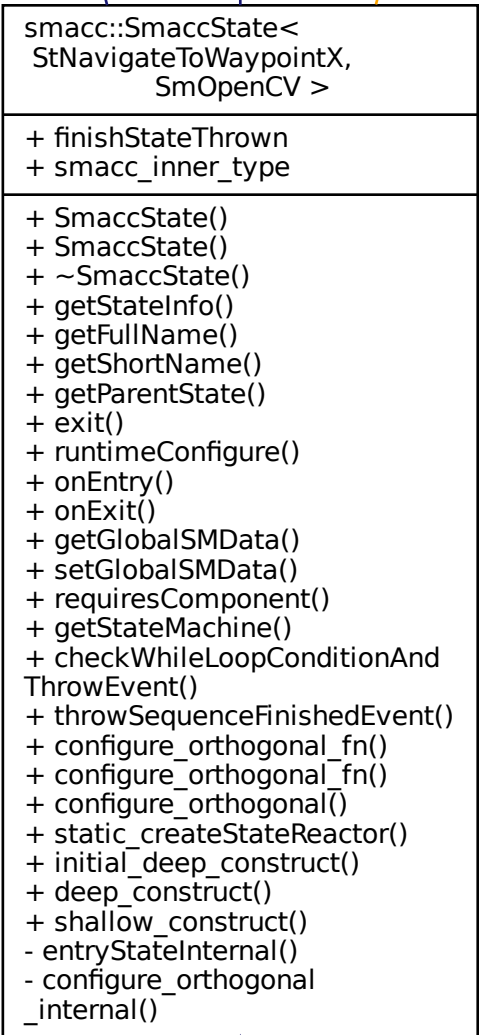 smacc::SmaccState<
StNavigateToWaypointX,
SmOpenCV >
+ finishStateThrown
+ smacc_inner_type
+ SmaccState()
+ SmaccState()
+ ~SmaccState()
+ getStateInfo()
+ getFullName()
+ getShortName()
+ getParentState()
+ exit()
+ runtimeConfigure()
+ onEntry()
+ onExit()
+ getGlobalSMData()
+ setGlobalSMData()
+ requiresComponent()
+ getStateMachine()
+ checkWhileLoopConditionAnd
ThrowEvent()
+ throwSequenceFinishedEvent()
+ configure_orthogonal_fn()
+ configure_orthogonal_fn()
+ configure_orthogonal()
+ static_createStateReactor()
+ initial_deep_construct()
+ deep_construct()
+ shallow_construct()
- entryStateInternal()
- configure_orthogonal
_internal()